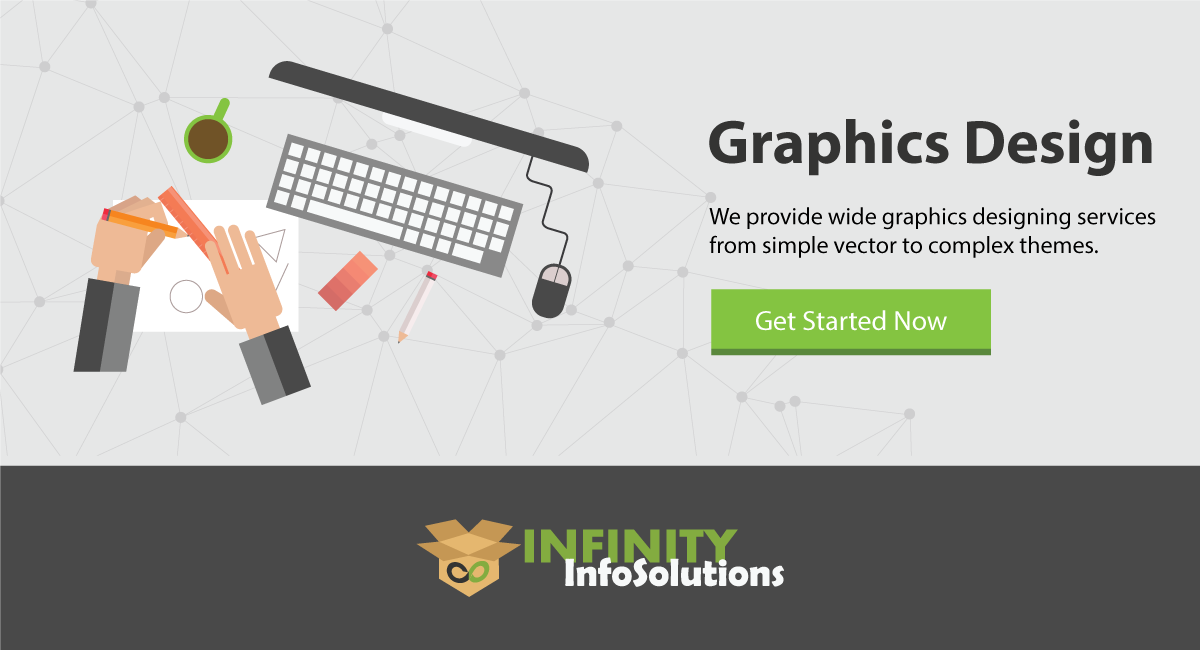 Graphics Design
We provide wide graphics designing services
from simple vector to complex themes.
Get Started Now
INFINITY
InfoSolutions